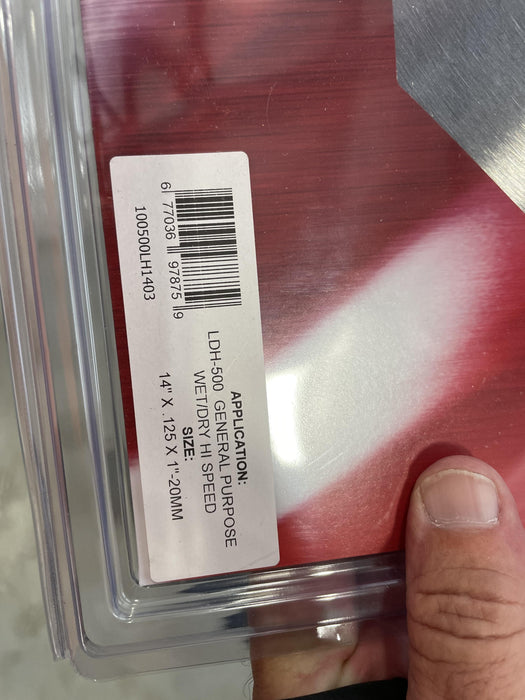 6 77036 97875 9
100500LH1403
APPLICATION:
LDH-500 GENERAL PURPOSE
WET/DRY HI SPEED
SIZE:
14" X .125 X 1"-20MM